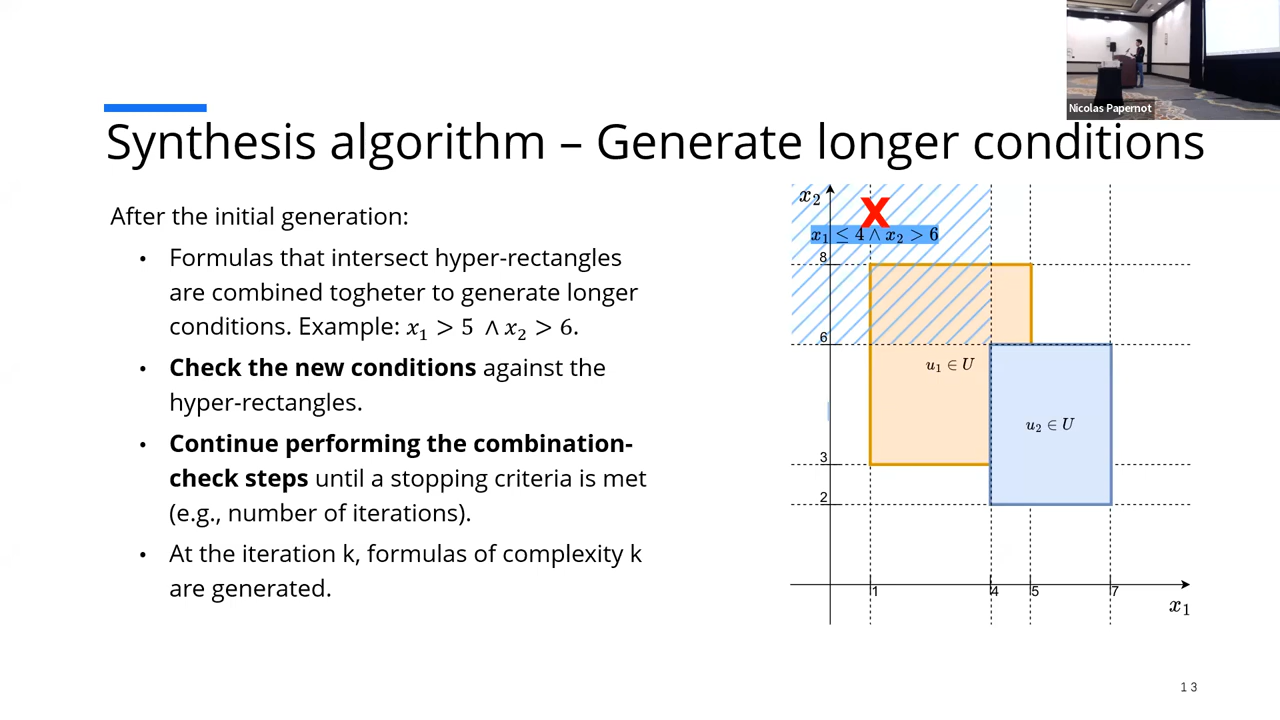 Nicolas Papernot
Synthesis algorithm – Generate longer conditions
After the initial generation:
• Formulas that intersect hyper-rectangles
are combined togheter to generate longer
conditions. Example: x₁ > 5 ∧ x₂ > 6.
• Check the new conditions against the
hyper-rectangles.
• Continue performing the combination-
check steps until a stopping criteria is met
(e.g., number of iterations).
• At the iteration k, formulas of complexity k
are generated.
x₂
X
x₁ ≤ 4 ∧ x₂ > 6
8
6
u₁ ∈ U
u₂ ∈ U
3
2
1 4 5 7
x₁
13